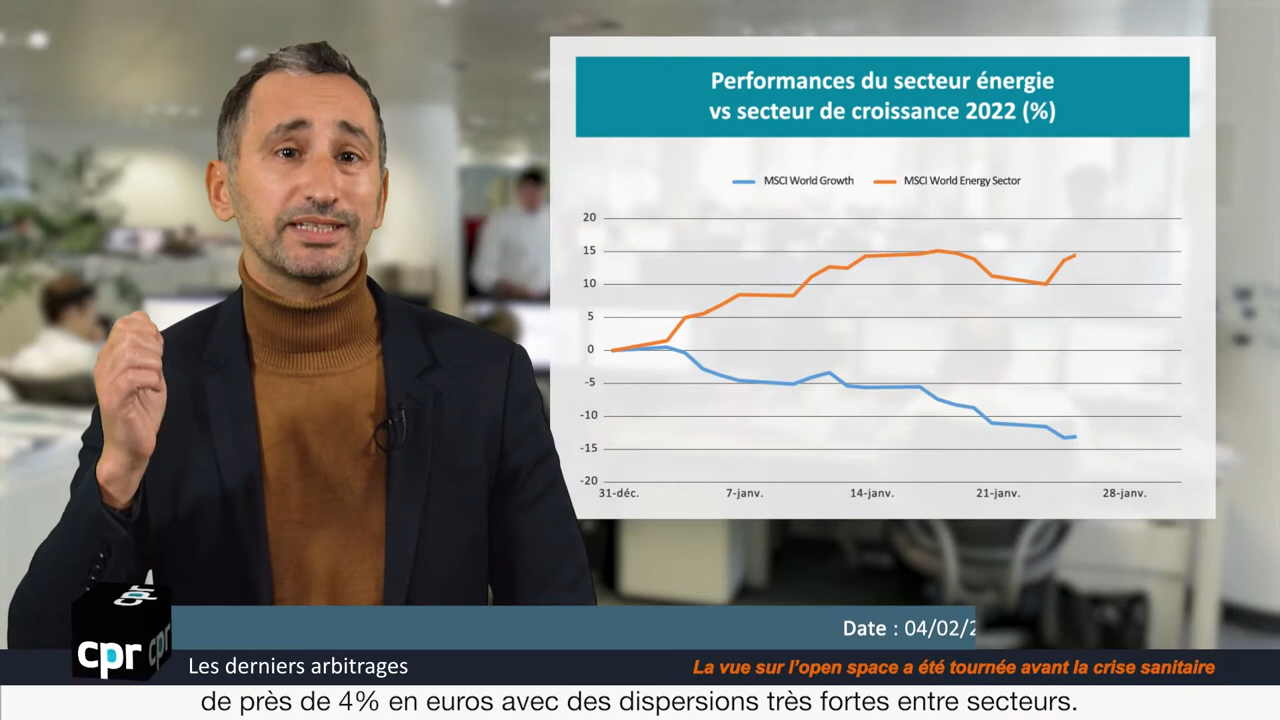 Performances du secteur énergie
vs secteur de croissance 2022 (%)
MSCI World Growth
MSCI World Energy Sector
20
15
10
5
0
-5
-10
-15
-20
31-déc.
7-janv.
14-janv.
21-janv.
28-janv.
cpr
cpr
cpr
Date : 04/02/2
Les derniers arbitrages
La vue sur l'open space a été tournée avant la crise sanitaire
de près de 4% en euros avec des dispersions très fortes entre secteurs.